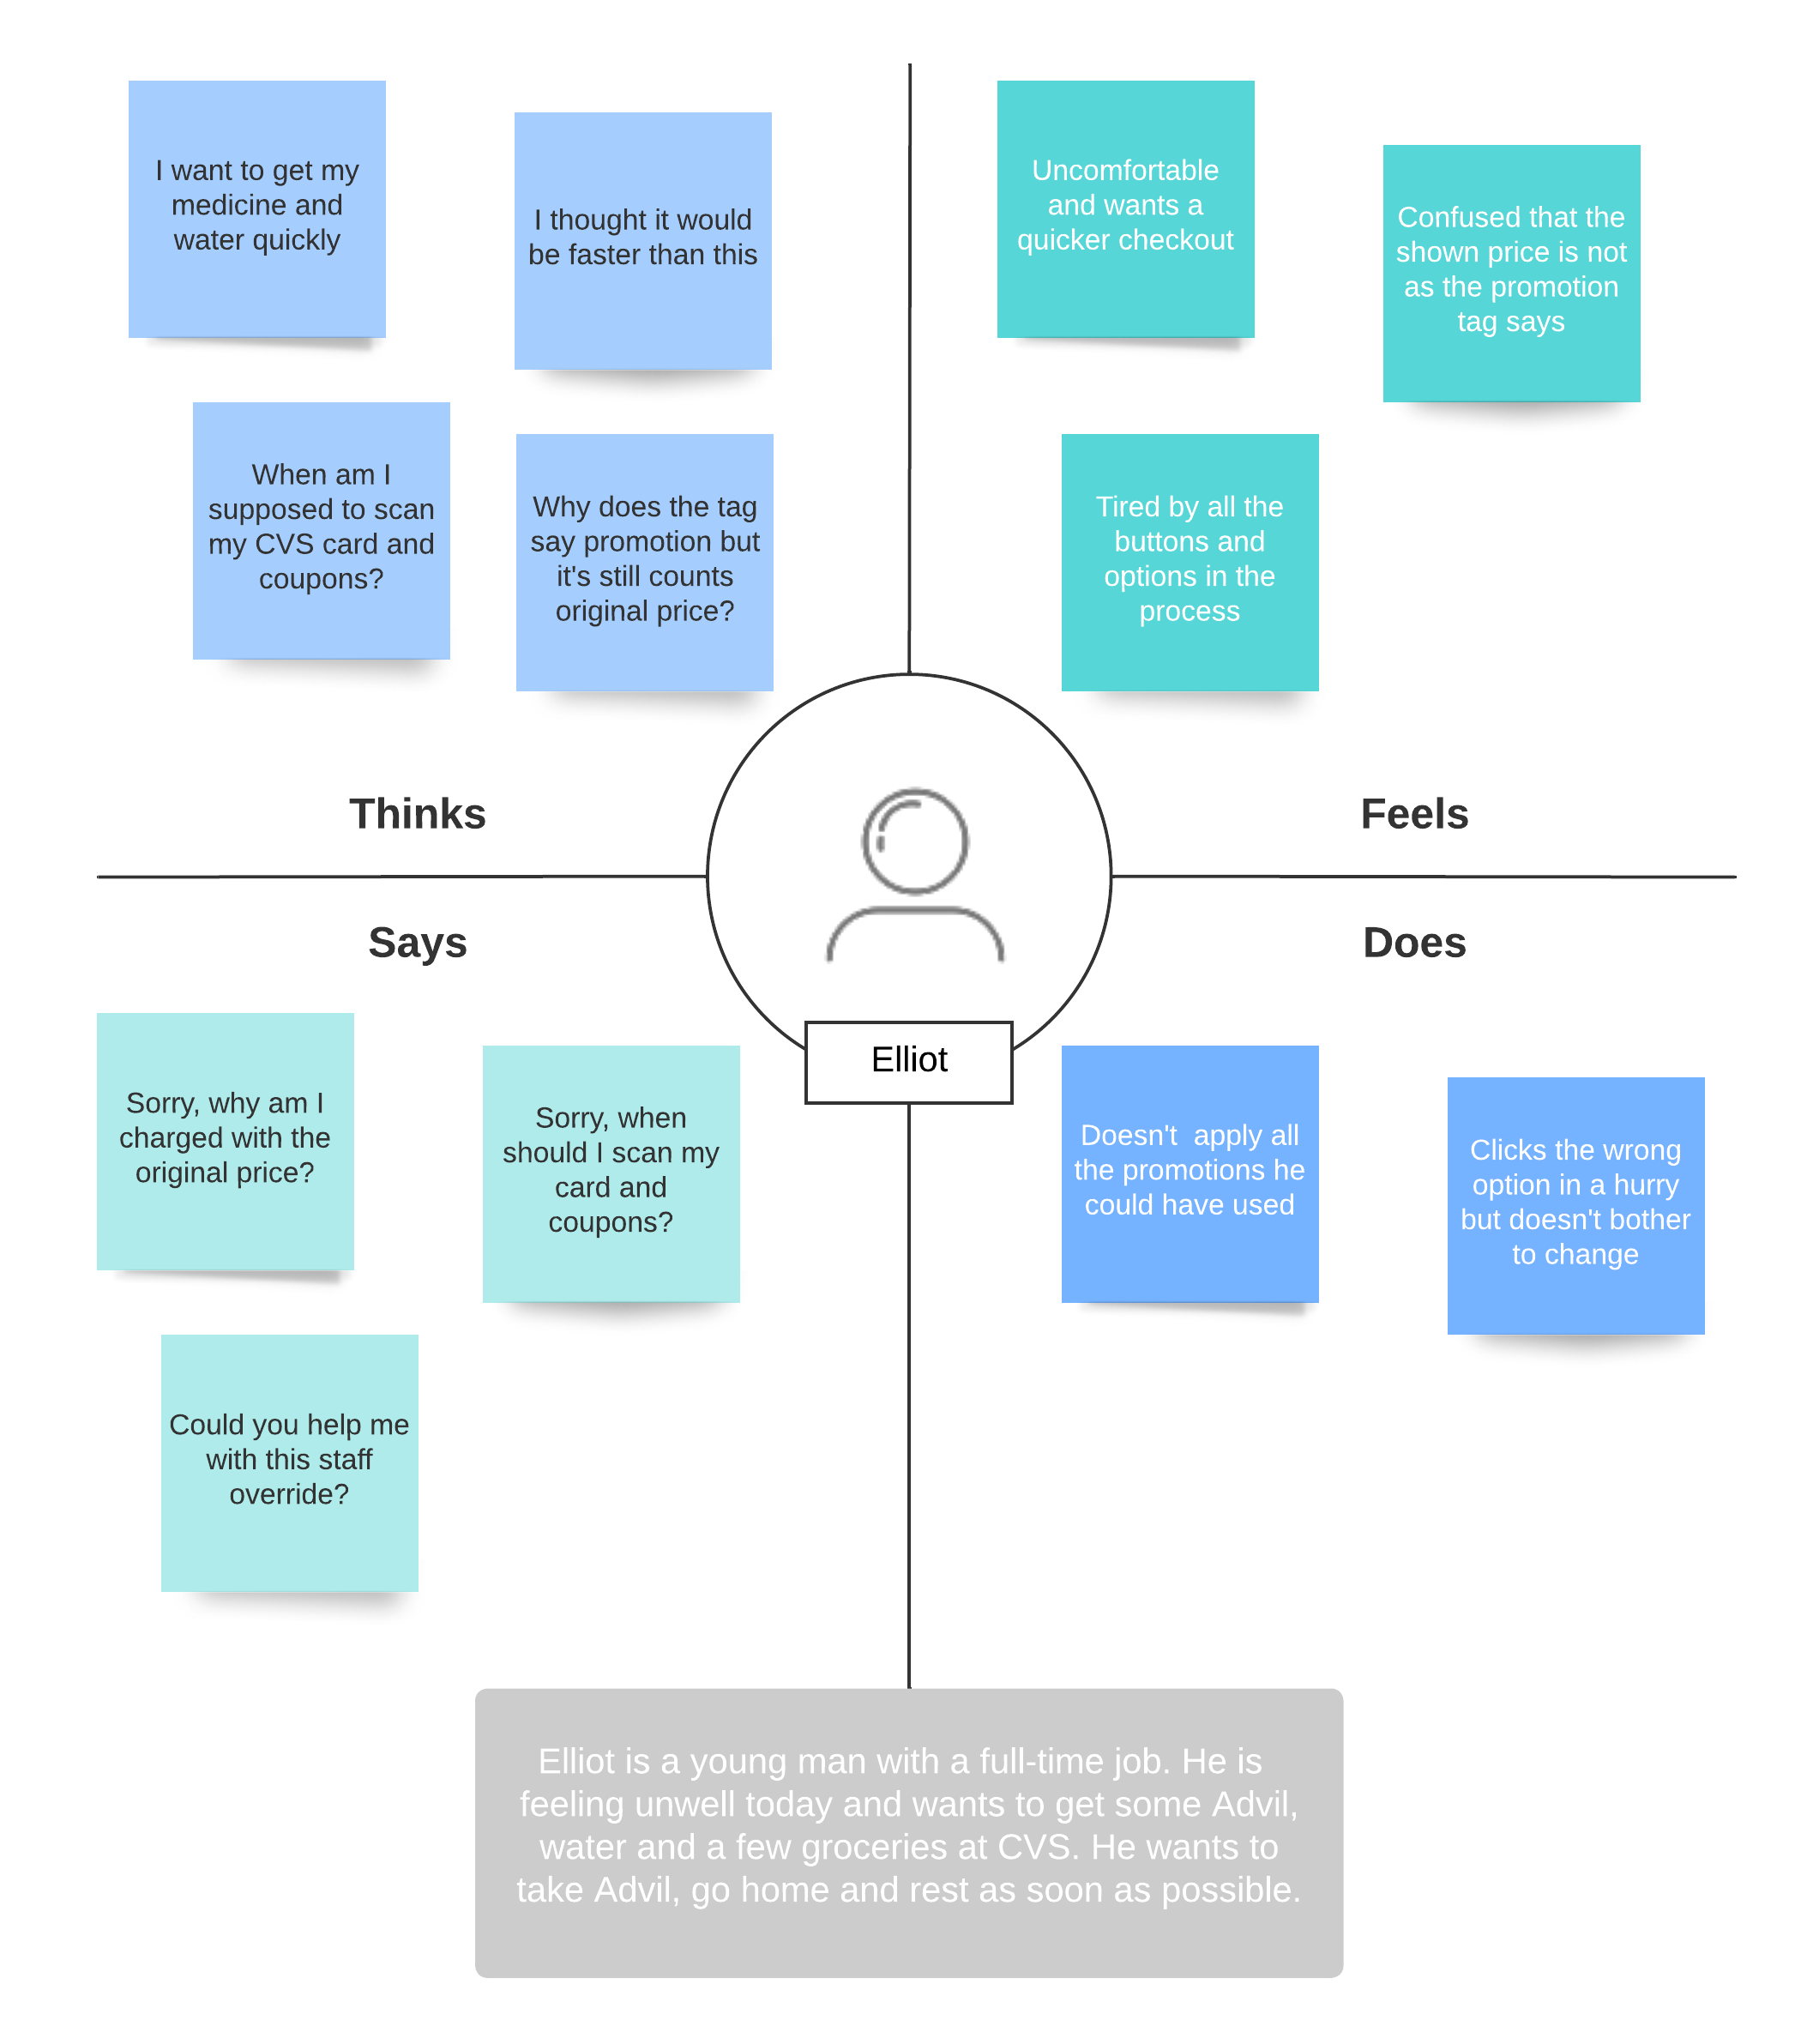 I want to get my
medicine and
water quickly
I thought it would
be faster than this
When am I
supposed to scan
my CVS card and
coupons?
Why does the tag
say promotion but
it's still counts
original price?
Thinks
Uncomfortable
and wants a
quicker checkout
Confused that the
shown price is not
as the promotion
tag says
Tired by all the
buttons and
options in the
process
Feels
Says
Sorry, why am I
charged with the
original price?
Sorry, when
should I scan my
card and
coupons?
Could you help me
with this staff
override?
Elliot
Does
Doesn't  apply all
the promotions he
could have used
Clicks the wrong
option in a hurry
but doesn't bother
to change
Elliot is a young man with a full-time job. He is
feeling unwell today and wants to get some Advil,
water and a few groceries at CVS. He wants to
take Advil, go home and rest as soon as possible.